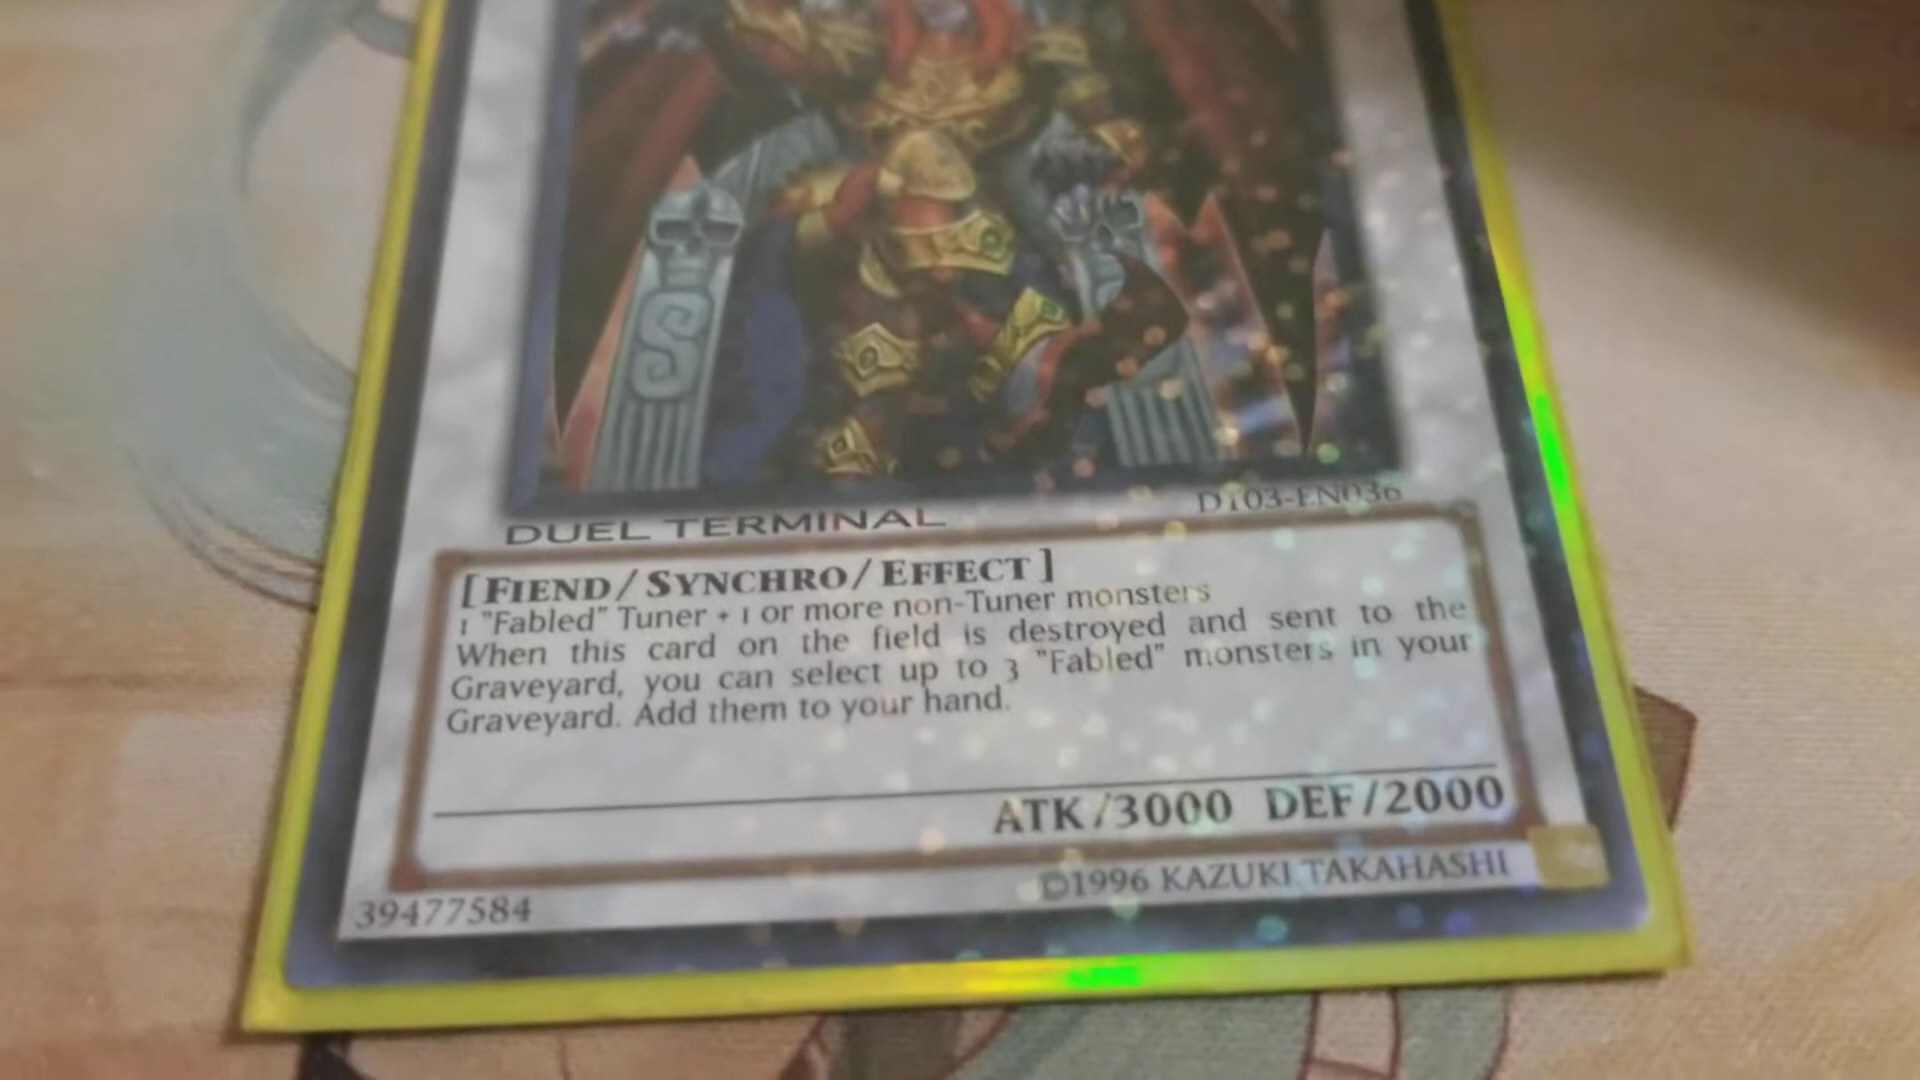 S
DUEL TERMINAL
DT03-EN036
[FIEND/SYNCHRO/EFFECT]
1 "Fabled" Tuner + 1 or more non-Tuner monsters
When this card on the field is destroyed and sent to the
Graveyard, you can select up to 3 "Fabled" monsters in your
Graveyard. Add them to your hand.
ATK/3000 DEF/2000
39477584
©1996 KAZUKI TAKAHASHI